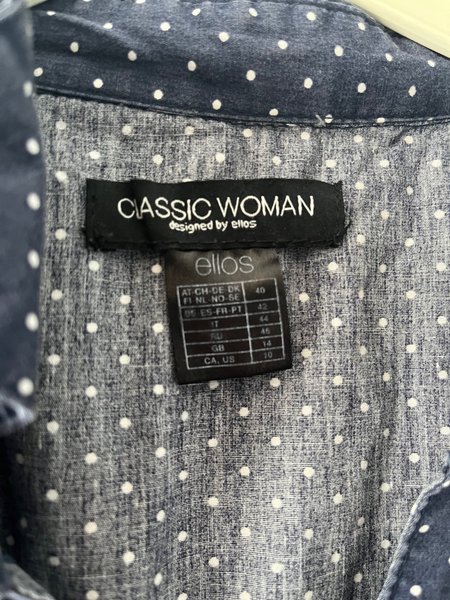 CLASSIC WOMAN
designed by ellos
ellos
AT-CH-DE-DK
FI-NL-NO-SE 40
BE-ES-FR-PT 42
IT 44
RU 46
GB 14
CA, US 10